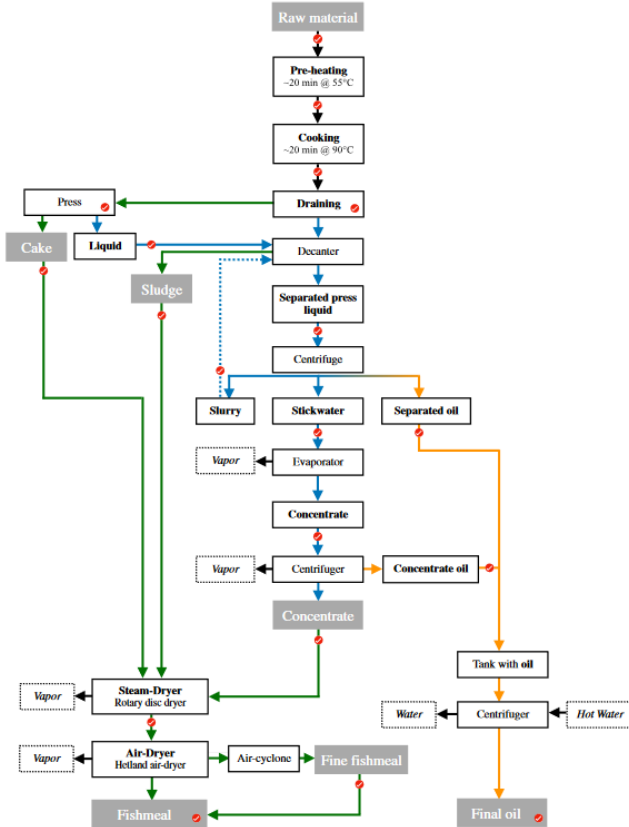 Raw material
Pre-heating
~20 min @ 55°C
Cooking
~20 min @ 90°C
Press
Draining
Cake
Liquid
Decanter
Sludge
Separated press
liquid
Centrifuge
Slurry
Stickwater
Separated oil
Vapor
Evaporator
Concentrate
Vapor
Centrifuger
Concentrate oil
Concentrate
Tank with oil
Vapor
Steam-Dryer
Rotary disc dryer
Water
Centrifuger
Hot Water
Vapor
Air-Dryer
Hetland air-dryer
Air-cyclone
Fine fishmeal
Fishmeal
Final oil